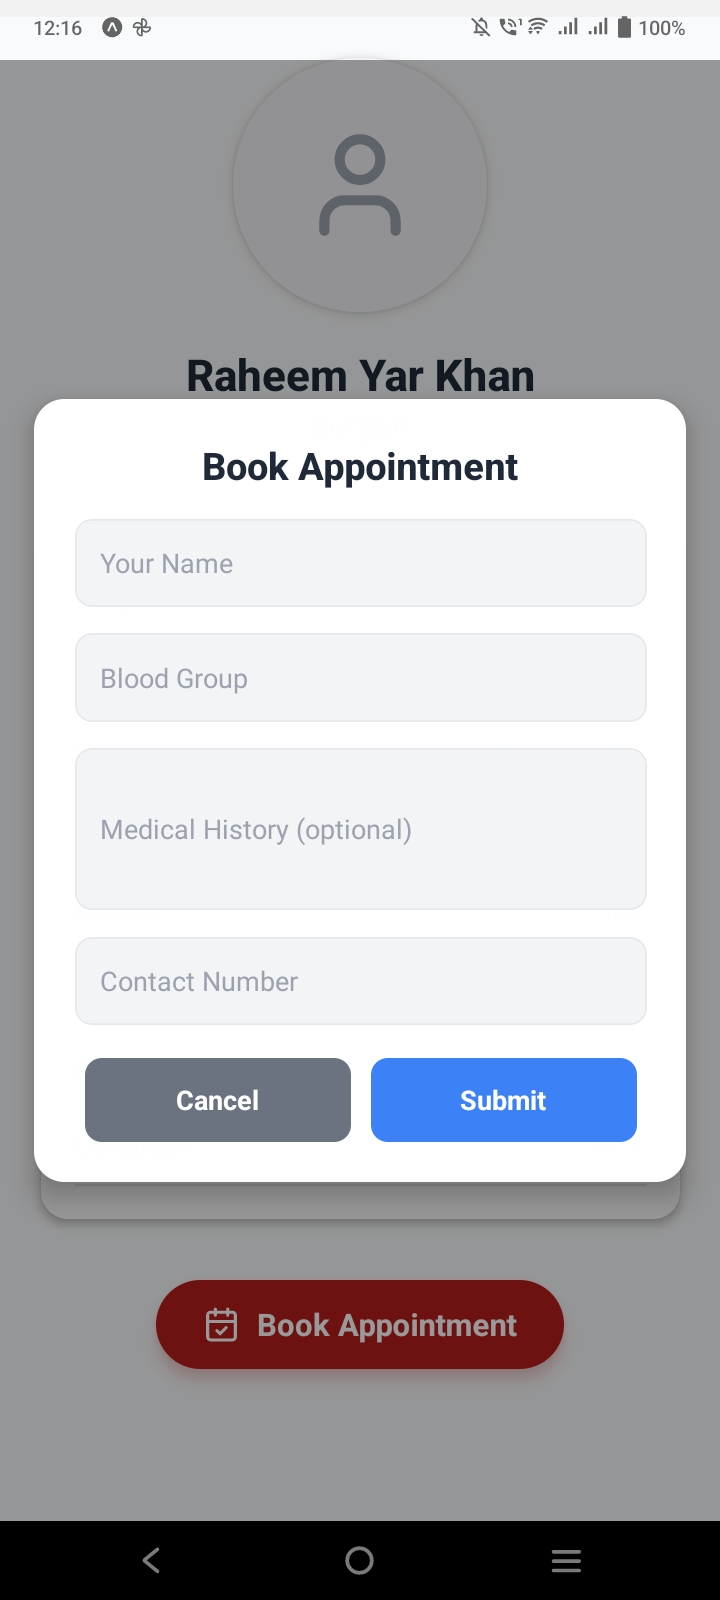 12:16
1
100%
Raheem Yar Khan
Book Appointment
Your Name
Blood Group
Medical History (optional)
Contact Number
Cancel
Submit
Book Appointment